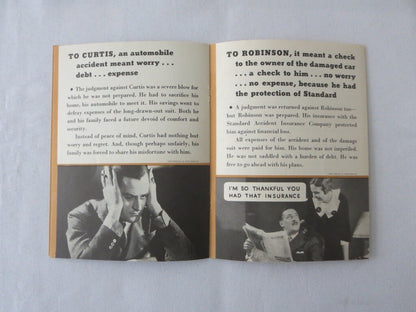 TO CURTIS, an automobile
accident meant worry . . .
debt . . . expense
• The judgment against Curtis was a severe blow for
which he was not prepared. He had to sacrifice his
home, his automobile to meet it. His savings went to
defray expenses of the long-drawn-out suit. Both he
and his family faced a future devoid of comfort and
security.
Instead of peace of mind, Curtis had nothing but
worry and regret. And, though perhaps unfairly, his
family was forced to share his misfortune with him.
TO ROBINSON, it meant a check
to the owner of the damaged car
. . . a check to him . . . no worry
. . . no expense, because he had
the protection of Standard
• A judgment was returned against Robinson too—
but Robinson was prepared. His insurance with the
Standard Accident Insurance Company protected
him against financial loss.
All expenses of the accident and of the damage
suit were paid for him. His home was not imperiled.
He was not saddled with a burden of debt. He was
free to go ahead with his plans.
I'M SO THANKFUL YOU
HAD THAT INSURANCE